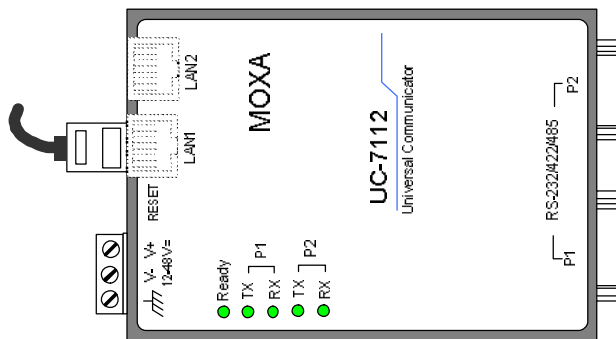 LAN2
LAN1
MOXA
RESET
V- V+
12-48V=
UC-7112
Universal Communicator
Ready
TX
P1
RX
TX
P2
RX
RS-232/422/485
P1
P2